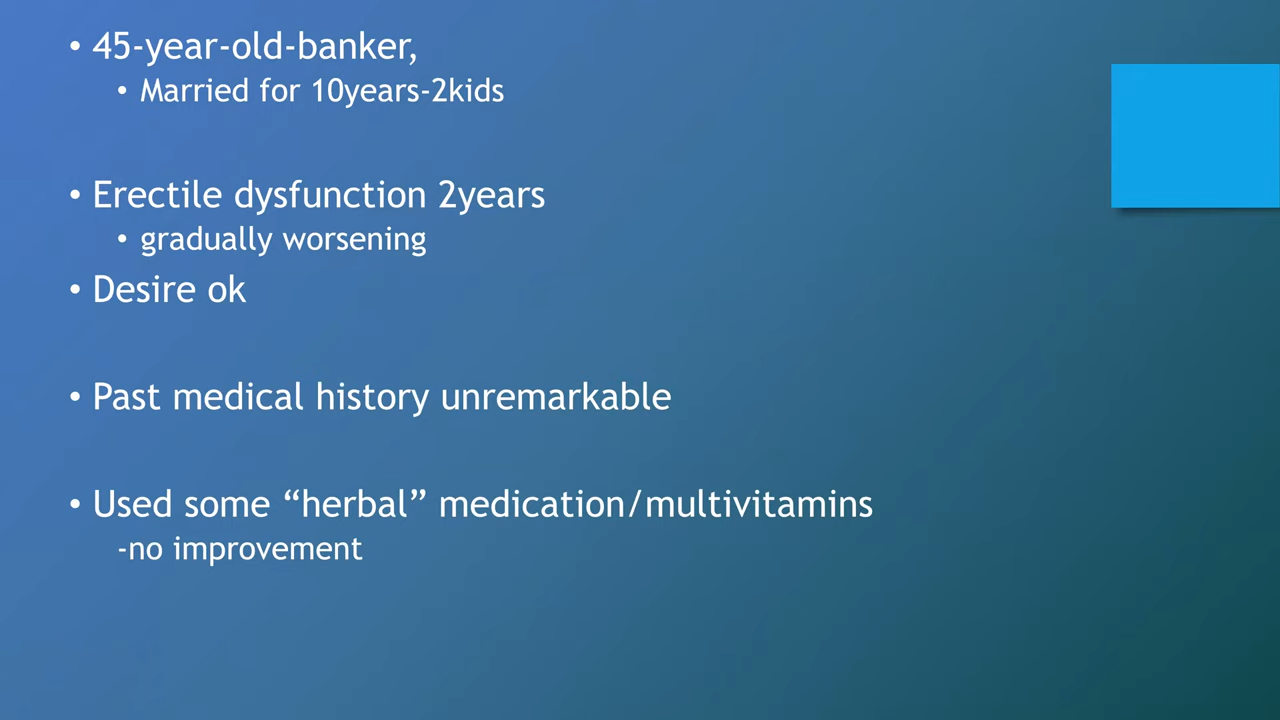 • 45-year-old-banker,
• Married for 10years-2kids
• Erectile dysfunction 2years
• gradually worsening
• Desire ok
• Past medical history unremarkable
• Used some “herbal” medication/multivitamins
-no improvement